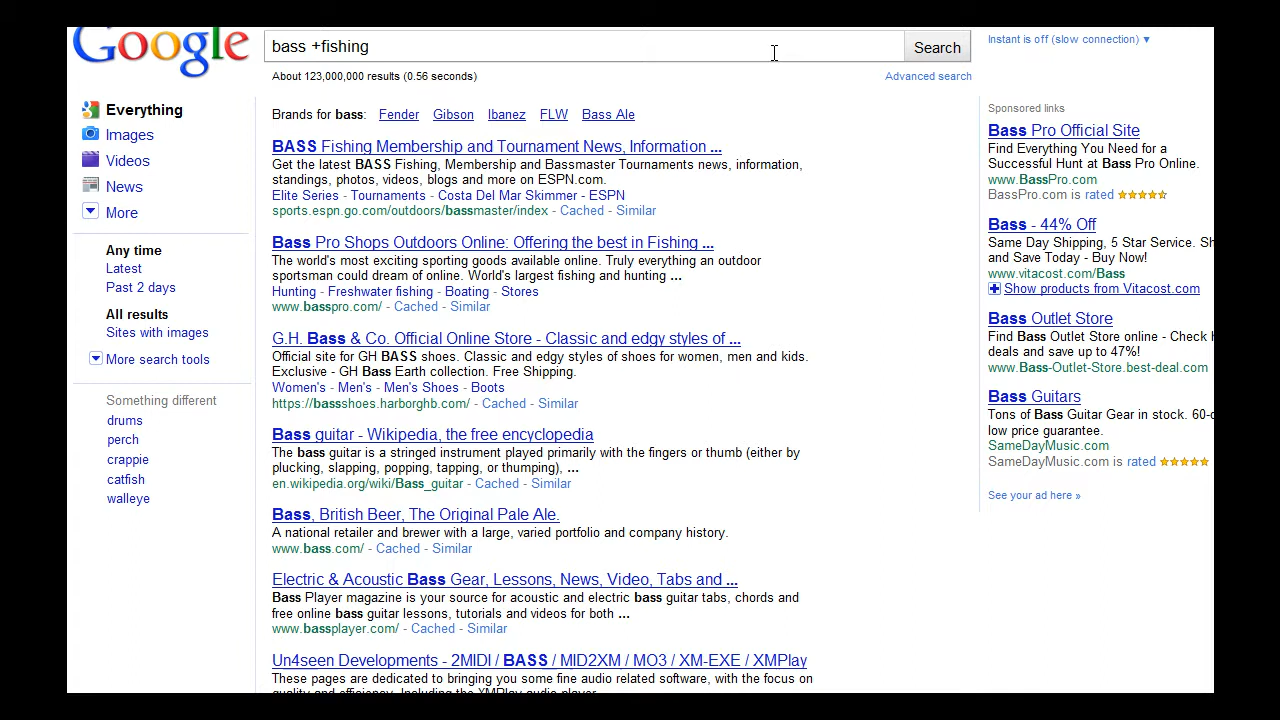 Google
bass +fishing
Search
Instant is off (slow connection) ▼
About 123,000,000 results (0.56 seconds)
Advanced search
Everything
Images
Videos
News
More
Any time
Latest
Past 2 days
All results
Sites with images
More search tools
Something different
drums
perch
crappie
catfish
walleye
Brands for bass: Fender Gibson Ibanez FLW Bass Ale
BASS Fishing Membership and Tournament News, Information ...
Get the latest BASS Fishing, Membership and Bassmaster Tournaments news, information,
standings, photos, videos, blogs and more on ESPN.com.
Elite Series - Tournaments - Costa Del Mar Skimmer - ESPN
sports.espn.go.com/outdoors/bassmaster/index - Cached - Similar
Bass Pro Shops Outdoors Online: Offering the best in Fishing ...
The world's most exciting sporting goods available online. Truly everything an outdoor
sportsman could dream of online. World's largest fishing and hunting ...
Hunting - Freshwater fishing - Boating - Stores
www.basspro.com/ - Cached - Similar
G.H. Bass & Co. Official Online Store - Classic and edgy styles of ...
Official site for GH BASS shoes. Classic and edgy styles of shoes for women, men and kids.
Exclusive - GH Bass Earth collection. Free Shipping.
Women's - Men's - Men's Shoes - Boots
https://bassshoes.harborghb.com/ - Cached - Similar
Bass guitar - Wikipedia, the free encyclopedia
The bass guitar is a stringed instrument played primarily with the fingers or thumb (either by
plucking, slapping, popping, tapping, or thumping), ...
en.wikipedia.org/wiki/Bass_guitar - Cached - Similar
Bass, British Beer, The Original Pale Ale.
A national retailer and brewer with a large, varied portfolio and company history.
www.bass.com/ - Cached - Similar
Electric & Acoustic Bass Gear, Lessons, News, Video, Tabs and ...
Bass Player magazine is your source for acoustic and electric bass guitar tabs, chords and
free online bass guitar lessons, tutorials and videos for both ...
www.bassplayer.com/ - Cached - Similar
Un4seen Developments - 2MIDI / BASS / MID2XM / MO3 / XM-EXE / XMPlay
These pages are dedicated to bringing you some fine audio related software, with the focus on
quality and efficiency. Including the XMPlay audio player.
Sponsored links
Bass Pro Official Site
Find Everything You Need for a
Successful Hunt at Bass Pro Online.
www.BassPro.com
BassPro.com is rated
Bass - 44% Off
Same Day Shipping, 5 Star Service. Sh
and Save Today - Buy Now!
www.vitacost.com/Bass
Show products from Vitacost.com
Bass Outlet Store
Find Bass Outlet Store online - Check h
deals and save up to 47%!
www.Bass-Outlet-Store.best-deal.com
Bass Guitars
Tons of Bass Guitar Gear in stock. 60-d
low price guarantee.
SameDayMusic.com
SameDayMusic.com is rated
See your ad here »